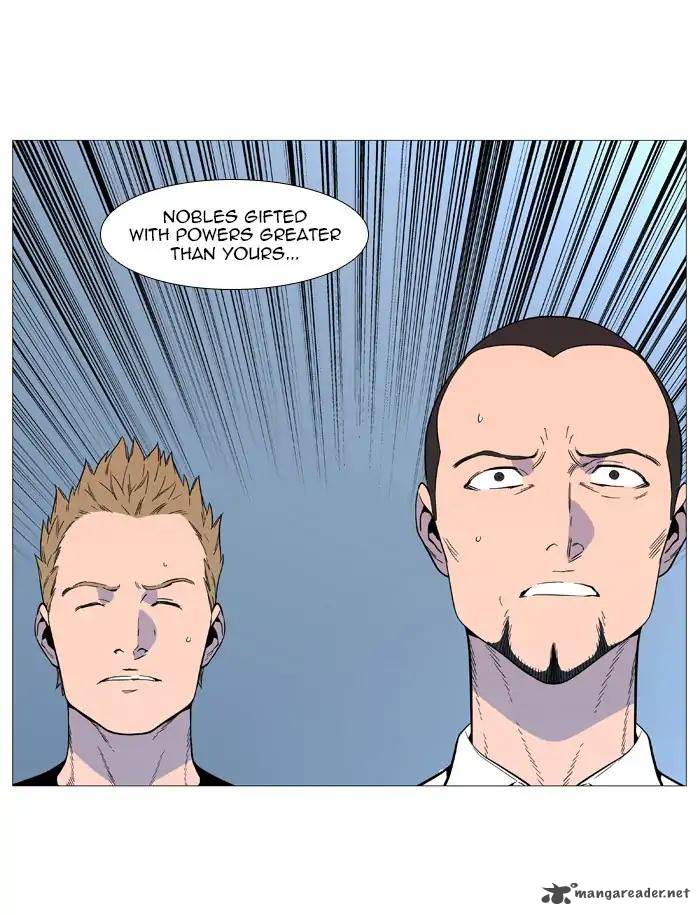 NOBLES GIFTED
WITH POWERS GREATER
THAN YOURS...
mangareader.net